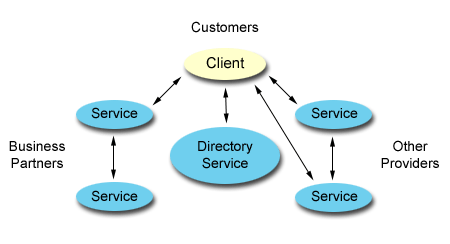 Customers
Client
Service
Service
Business
Partners
Directory
Service
Other
Providers
Service
Service